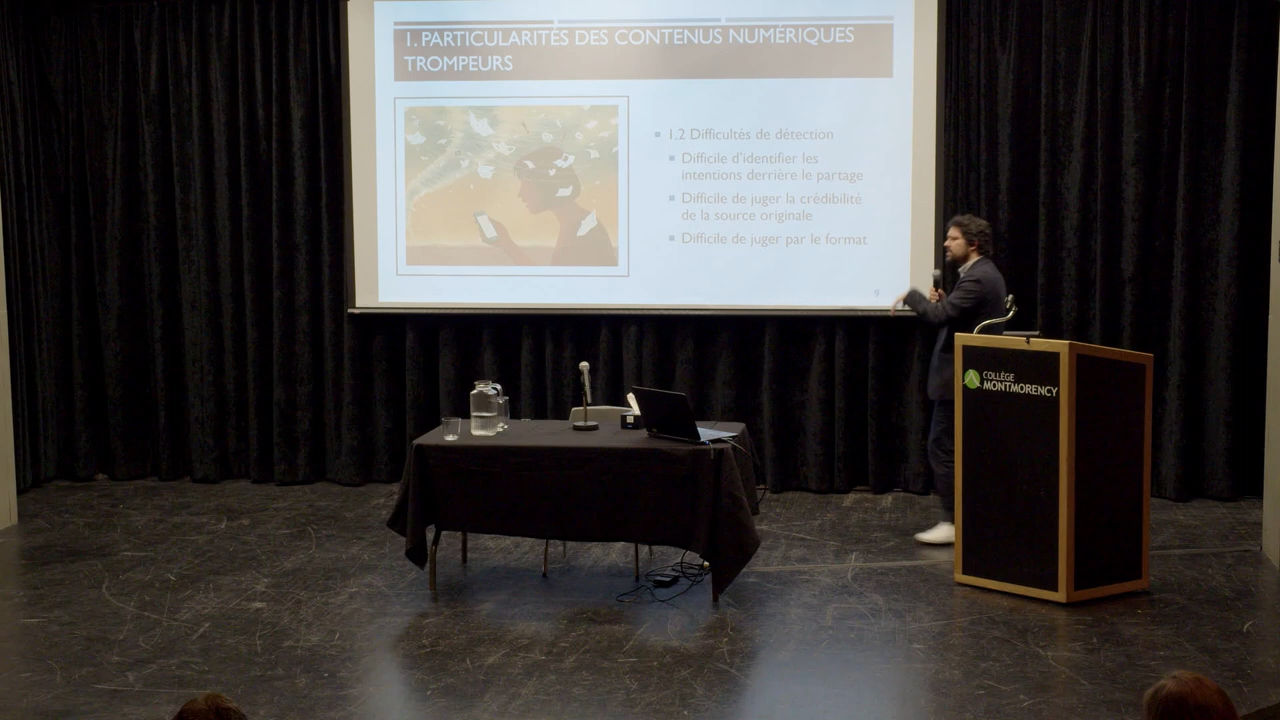 1. PARTICULARITÉS DES CONTENUS NUMÉRIQUES
TROMPEURS
1.2 Difficultés de détection
Difficile d'identifier les
intentions derrière le partage
Difficile de juger la crédibilité
de la source originale
Difficile de juger par le format
9
COLLÈGE
MONTMORENCY